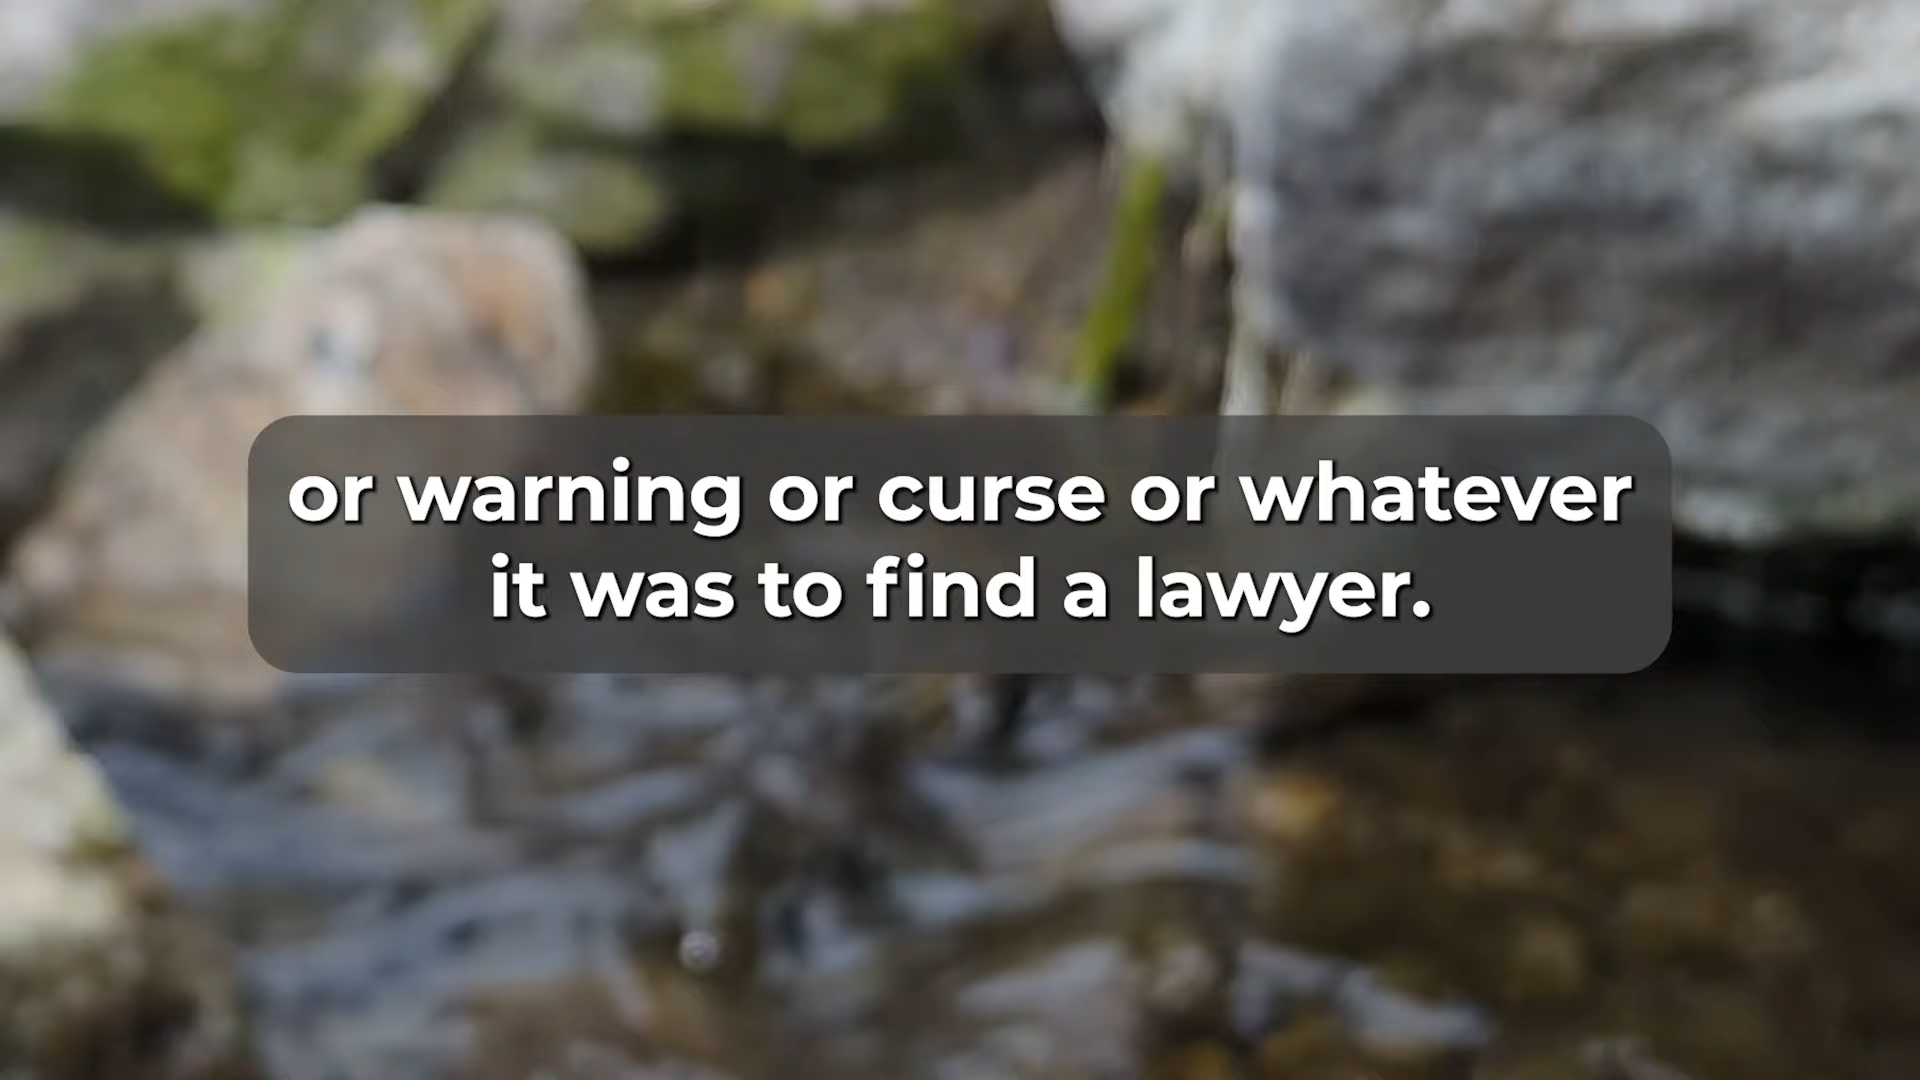 or warning or curse or whatever
it was to find a lawyer.